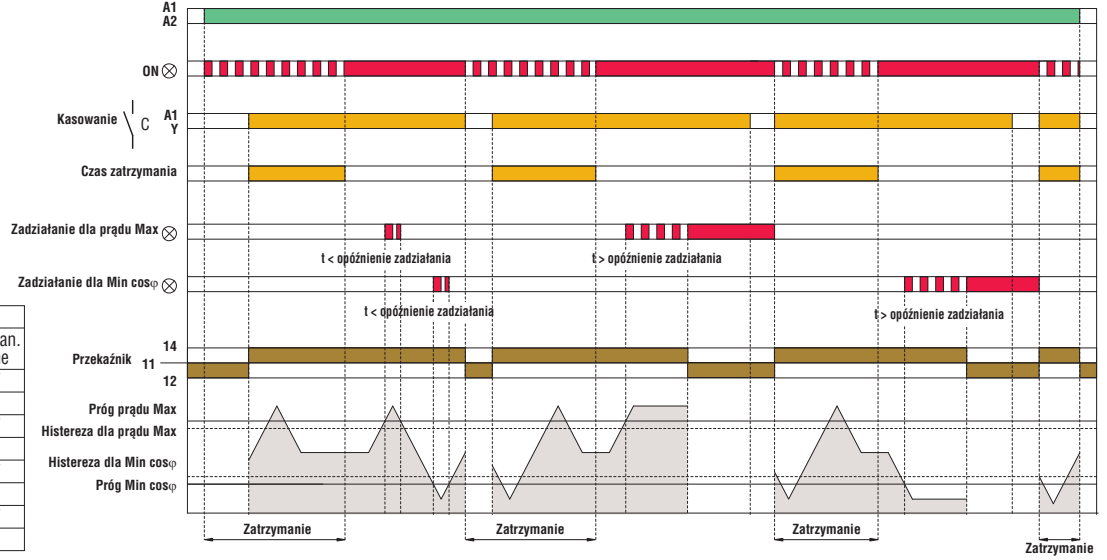 A1
A2
ON
Kasowanie
C
A1
Y
Czas zatrzymania
Zadziałanie dla prądu Max
t < opóźnienie zadziałania
t > opóźnienie zadziałania
Zadziałanie dla Min cosφ
t < opóźnienie zadziałania
t > opóźnienie zadziałania
an.
e
Przekaźnik
14
11
12
Próg prądu Max
Histereza dla prądu Max
Histereza dla Min cosφ
Próg Min cosφ
Zatrzymanie
Zatrzymanie
Zatrzymanie
Zatrzymanie